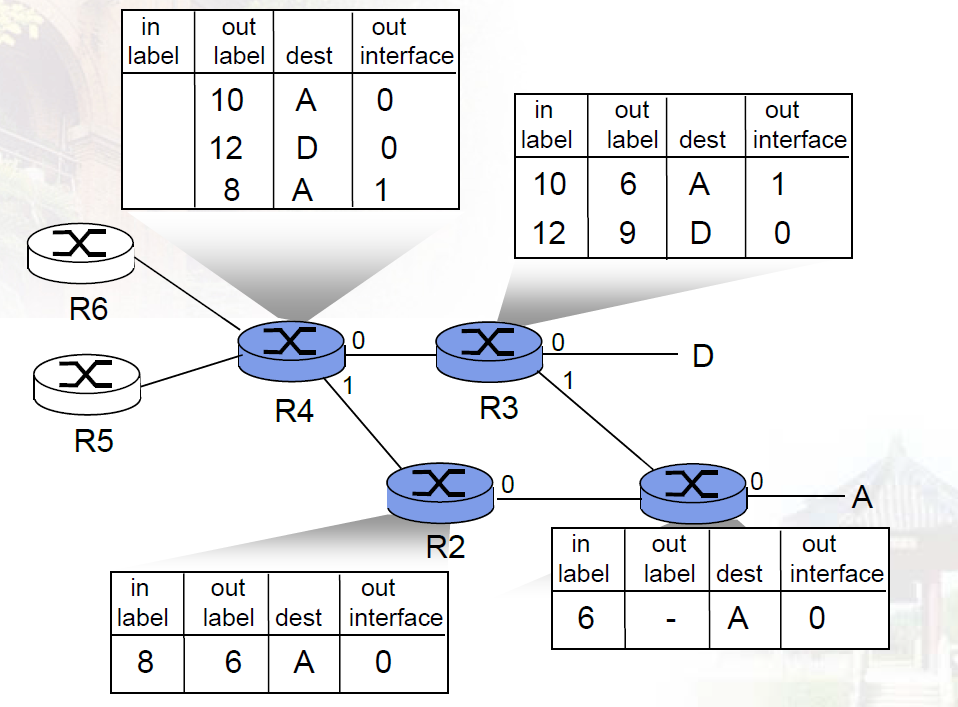 in out out
label label dest interface
10 A 0
12 D 0
8 A 1
in out out
label label dest interface
10 6 A 1
12 9 D 0
R6
R5
0
1
R4
0
1
R3
D
0
R2
0
A
in out out
label label dest interface
8 6 A 0
in out out
label label dest interface
6 - A 0